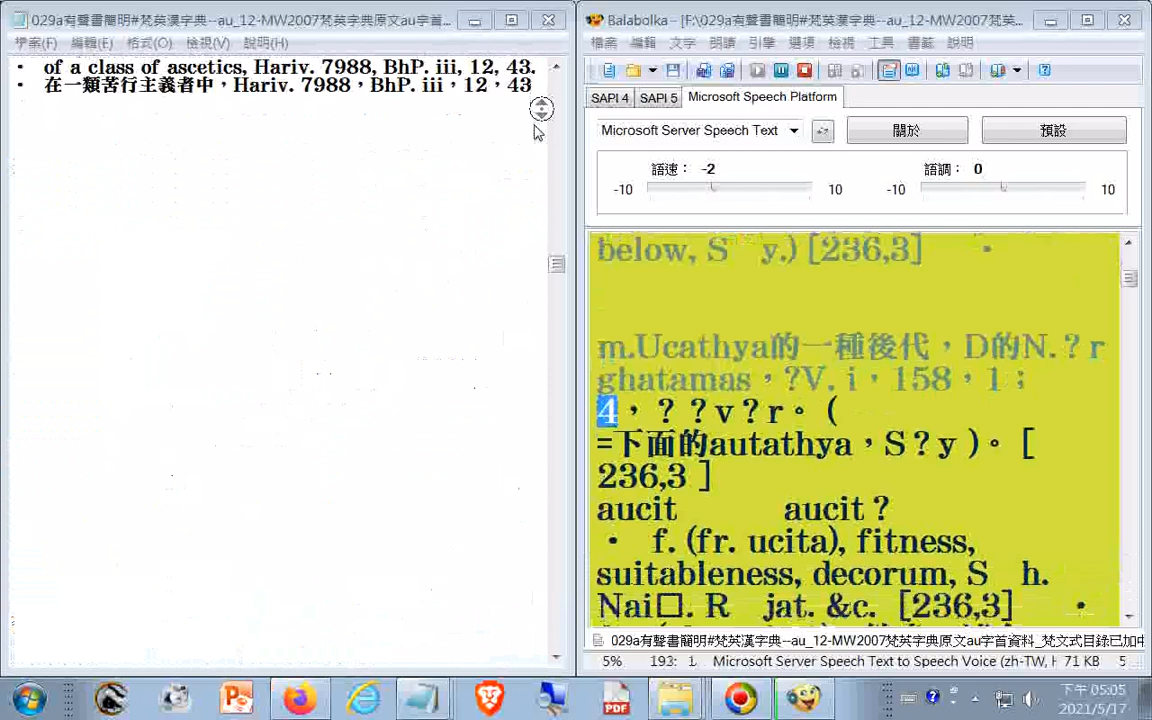 029a有聲書簡明#梵英漢字典--au_12-MW2007梵英字典原文au字首...
檔案(F) 編輯(E) 格式(O) 檢視(V) 說明(H)
• of a class of ascetics, Hariv. 7988, BhP. iii, 12, 43.
• 在一類苦行主義者中，Hariv. 7988，BhP. iii，12，43
Balabolka - [F:\029a有聲書簡明#梵英漢字典--au_12-MW2007梵英...
檔案 編輯 文字 朗讀 引擎 選項 檢視 工具 書籤 說明
SAPI 4 SAPI 5 Microsoft Speech Platform
Microsoft Server Speech Text 關於 預設
語速： -2 語調： 0
-10 10 -10 10
below, S y.) [236,3] •
m.Ucathya的一種後代，D的N.？r
ghatamas，?V. i，158，1；
4，？？v？r。（
=下面的autathya，S？y）。［
236,3］
aucit aucit？
• f. (fr. ucita), fitness,
suitableness, decorum, S h.
Nai□. R jat. &c. [236,3] •
029a有聲書簡明#梵英漢字典--au_12-MW2007梵英字典原文au字首資料_梵文式目錄已加中
5% 193: 1 Microsoft Server Speech Text to Speech Voice (zh-TW, H 71 KB 5
PDF
下午 05:05
2021/5/17